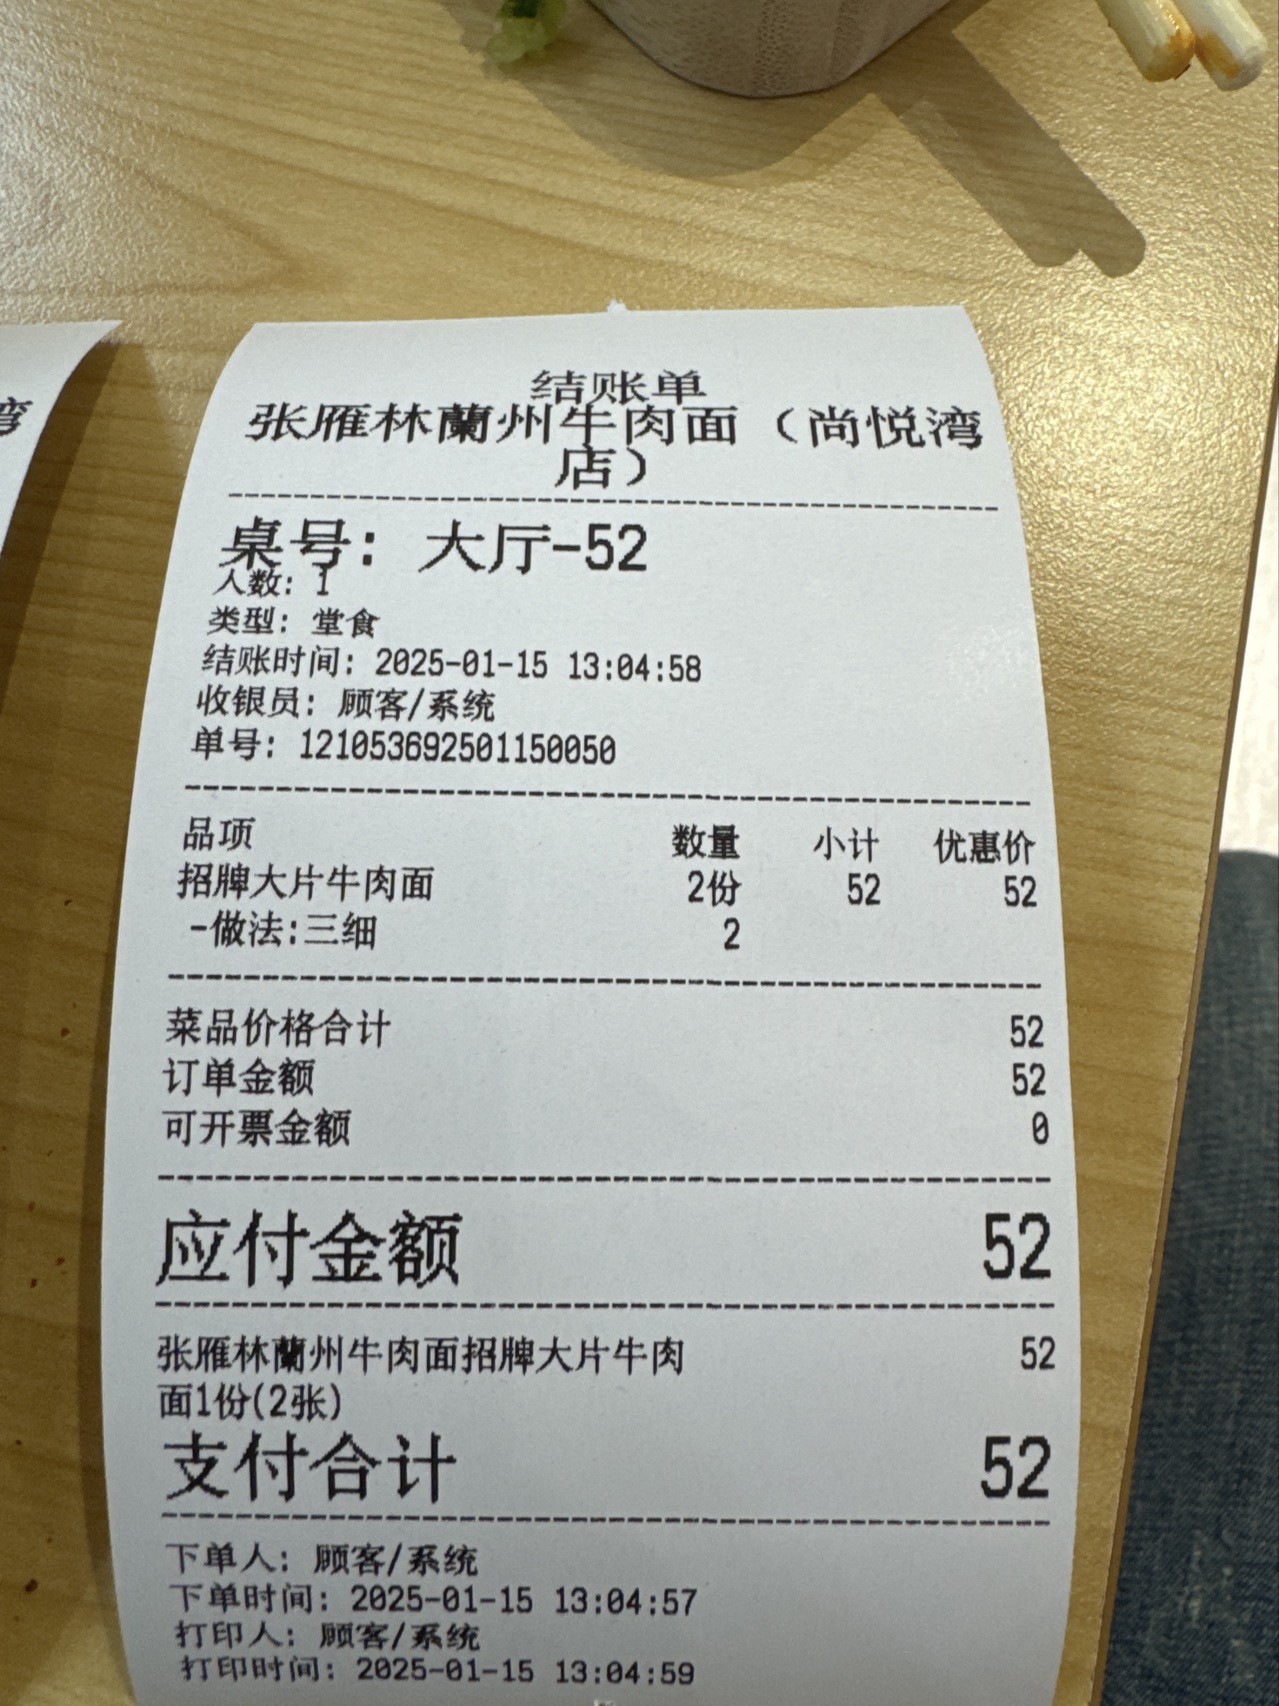 湾
结账单
张雁林蘭州牛肉面（尚悦湾
店）
桌号: 大厅-52
人数: 1
类型: 堂食
结账时间: 2025-01-15 13:04:58
收银员: 顾客/系统
单号: 121053692501150050
品项 数量 小计 优惠价
招牌大片牛肉面 2份 52 52
-做法:三细 2
菜品价格合计 52
订单金额 52
可开票金额 0
应付金额 52
张雁林蘭州牛肉面招牌大片牛肉 52
面1份(2张)
支付合计 52
下单人: 顾客/系统
下单时间: 2025-01-15 13:04:57
打印人: 顾客/系统
打印时间: 2025-01-15 13:04:59